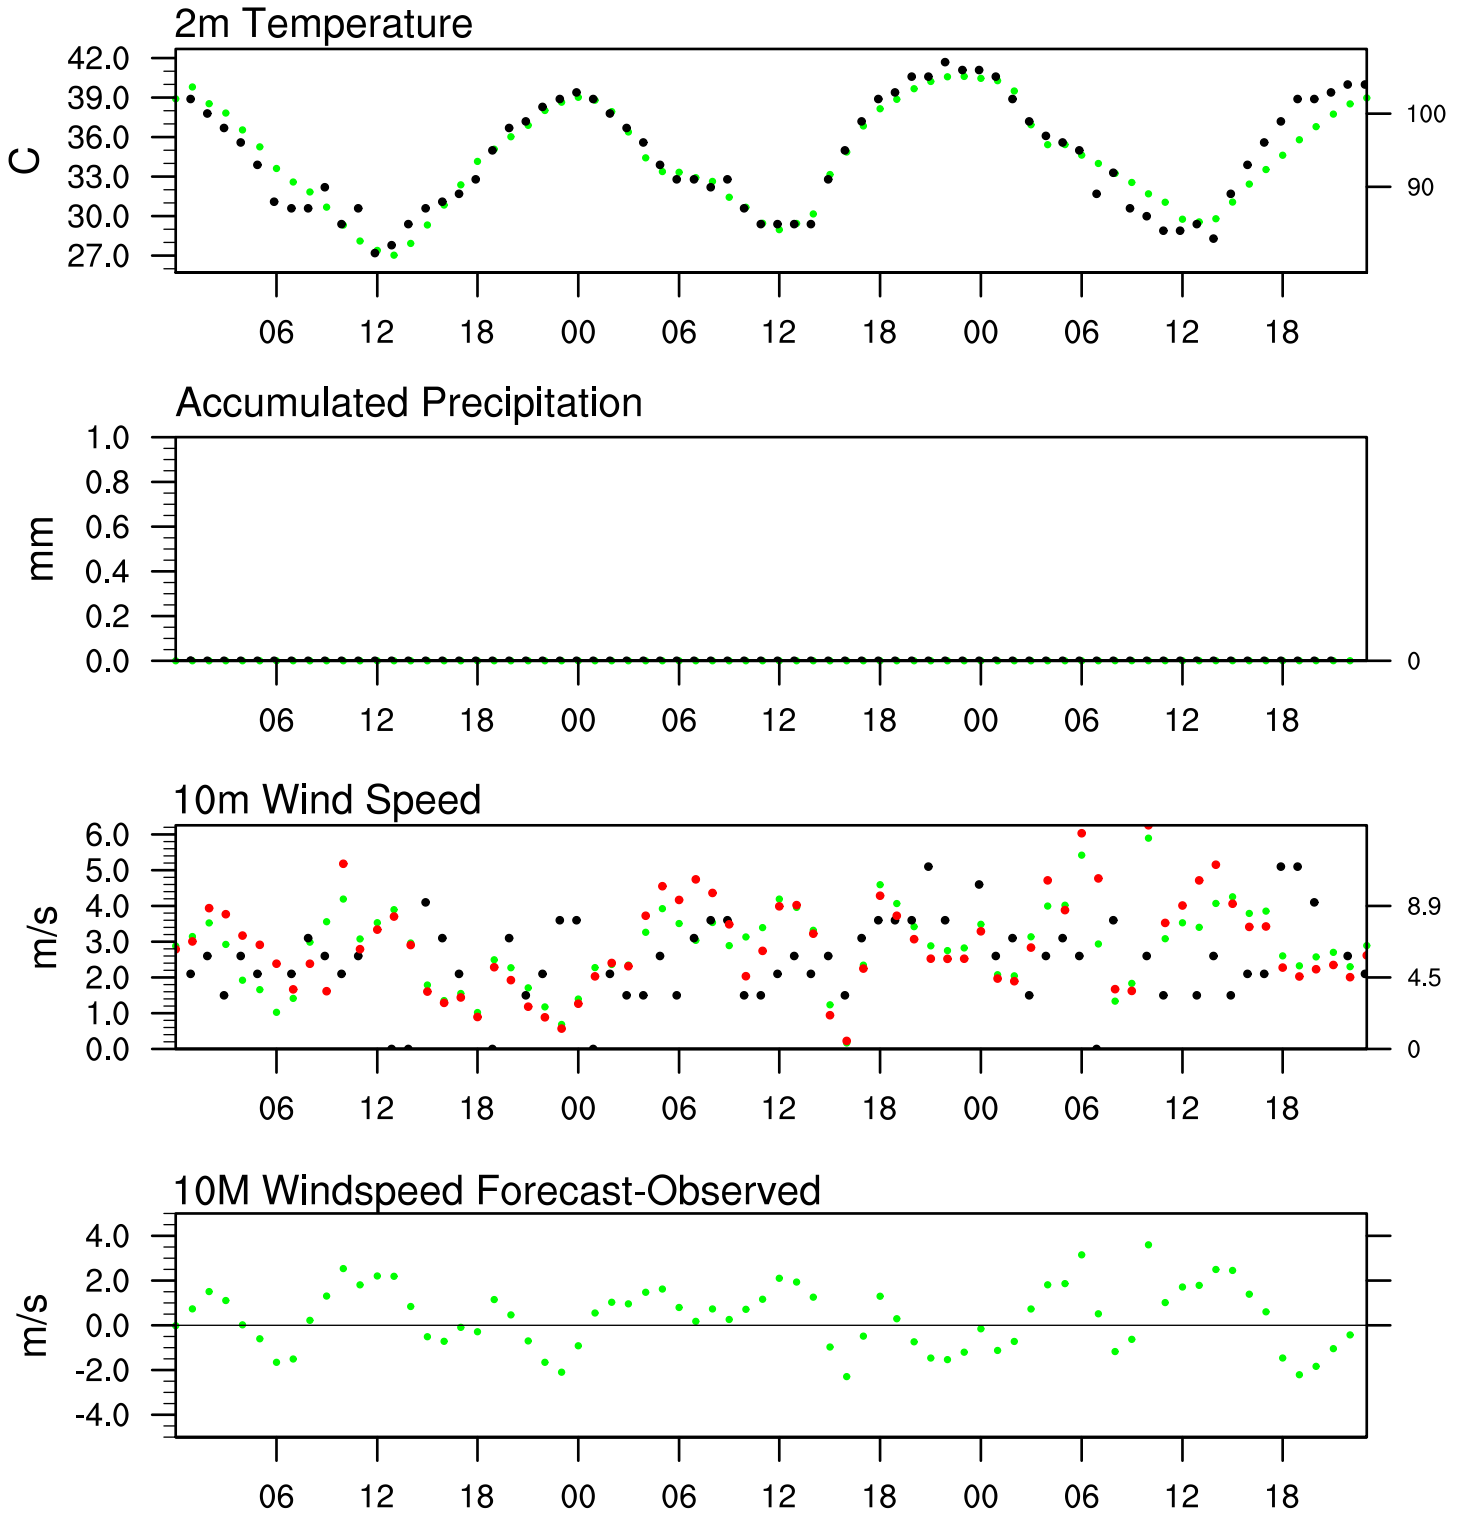 2m Temperature
C
42.0
39.0
36.0
33.0
30.0
27.0
100
90
06 12 18 00 06 12 18 00 06 12 18
Accumulated Precipitation
mm
1.0
0.8
0.6
0.4
0.2
0.0
0
06 12 18 00 06 12 18 00 06 12 18
10m Wind Speed
m/s
6.0
5.0
4.0
3.0
2.0
1.0
0.0
8.9
4.5
0
06 12 18 00 06 12 18 00 06 12 18
10M Windspeed Forecast-Observed
m/s
4.0
2.0
0.0
-2.0
-4.0
06 12 18 00 06 12 18 00 06 12 18